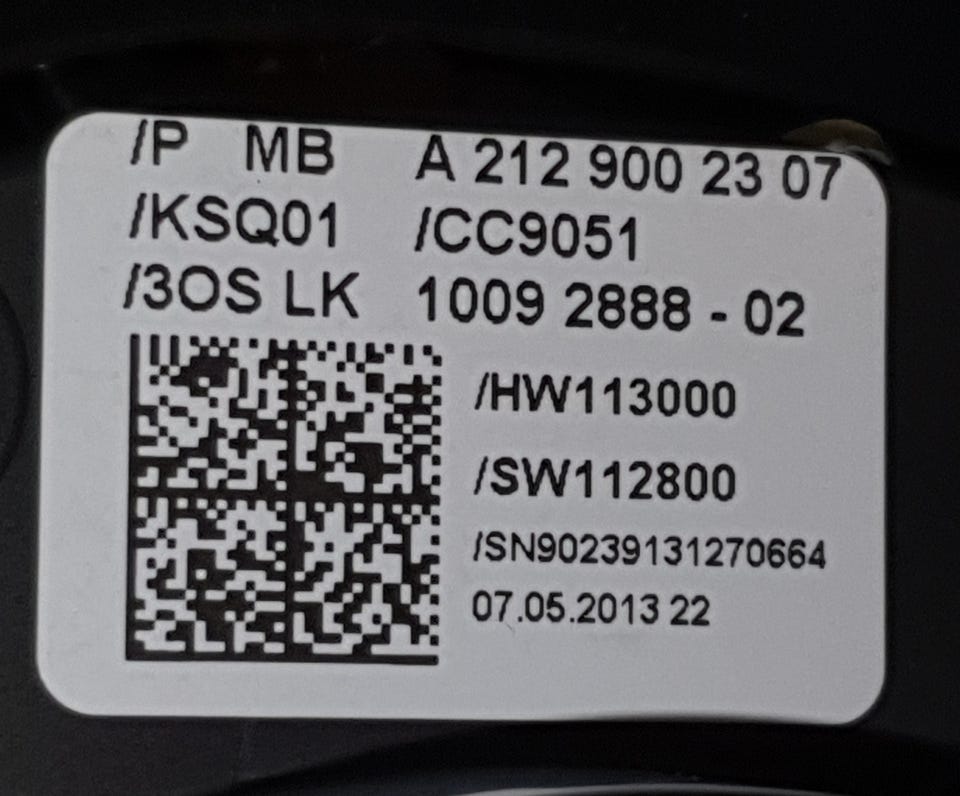 /P MB A 212 900 23 07
/KSQ01 /CC9051
/3OS LK 1009 2888 - 02
/HW113000
/SW112800
/SN90239131270664
07.05.2013 22